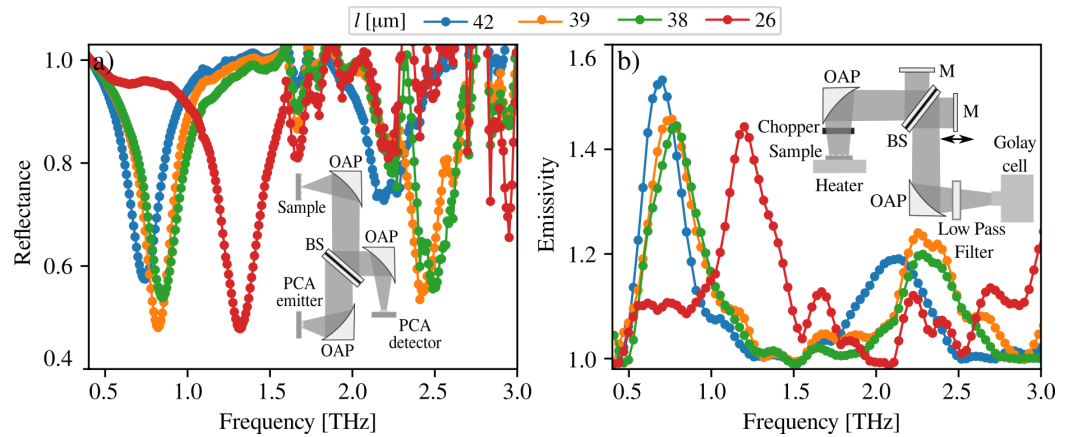 l [μm] 42 39 38 26
a)
1.0
0.8
0.6
0.4
Reflectance
0.5 1.0 1.5 2.0 2.5 3.0
Frequency [THz]
OAP
Sample
BS
OAP
PCA
emitter
OAP
PCA
detector
b)
1.6
1.4
1.2
1.0
Emissivity
0.5 1.0 1.5 2.0 2.5 3.0
Frequency [THz]
OAP
M
M
Chopper
Sample
BS
Heater
Golay
cell
OAP
Low Pass
Filter